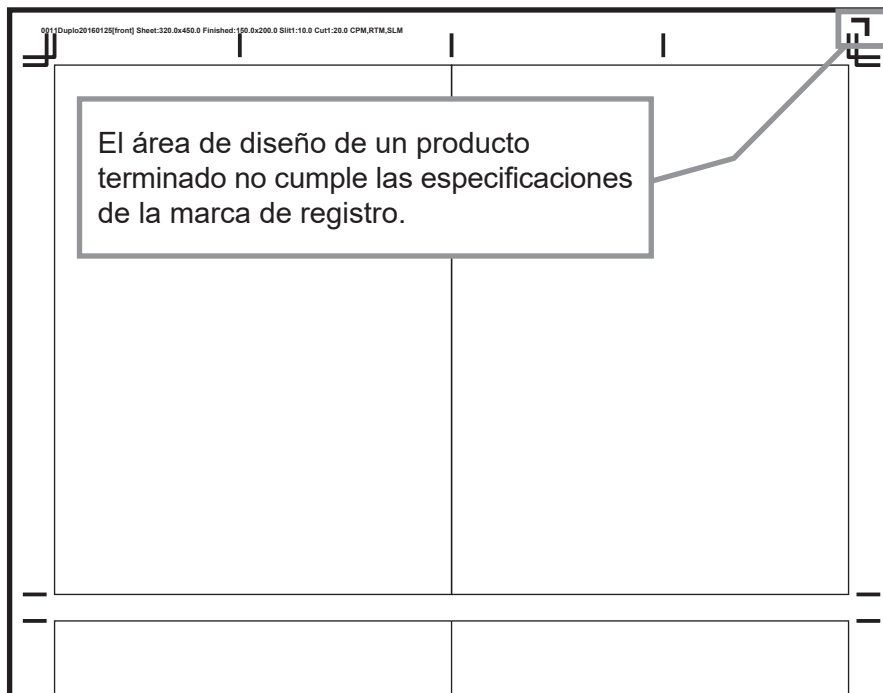 0011Duplo20160125[front] Sheet:320.0x450.0 Finished:150.0x200.0 Slit1:10.0 Cut1:20.0 CPM,RTM,SLM
El área de diseño de un producto
terminado no cumple las especificaciones
de la marca de registro.